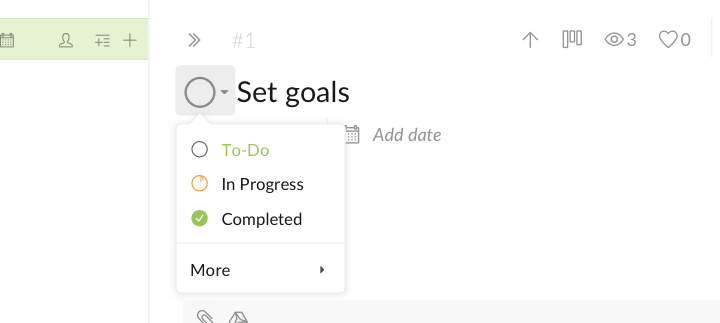 #1
3
0
Set goals
Add date
To-Do
In Progress
Completed
More